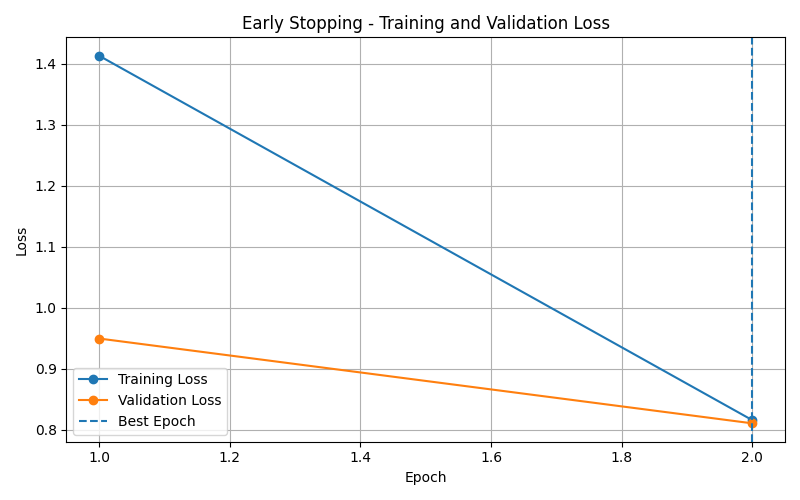 Early Stopping - Training and Validation Loss
1.4
1.3
1.2
1.1
1.0
0.9
0.8
Loss
Training Loss
Validation Loss
Best Epoch
1.0 1.2 1.4 1.6 1.8 2.0
Epoch